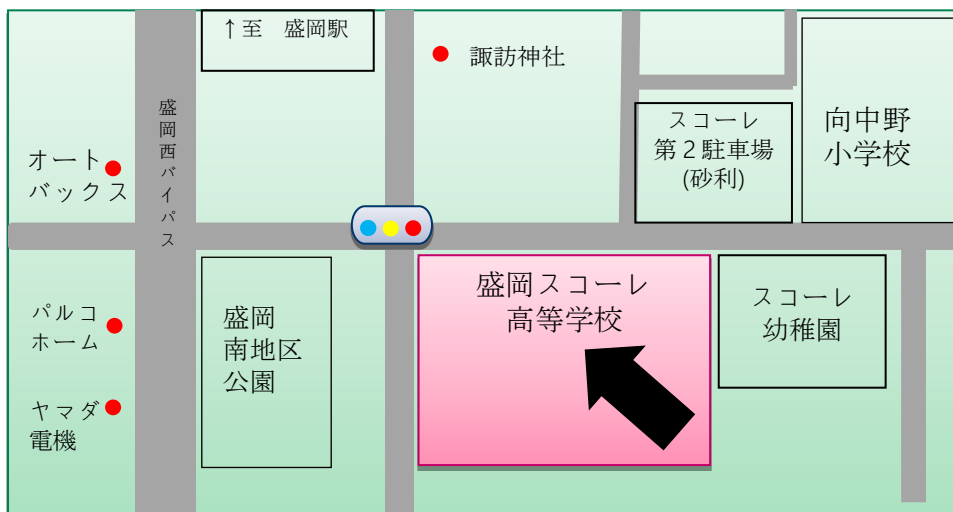 ↑至　盛岡駅
諏訪神社
盛岡西バイパス
オート
バックス
スコーレ
第２駐車場
(砂利)
向中野
小学校
パルコ
ホーム
ヤマダ
電機
盛岡
南地区
公園
盛岡スコーレ
高等学校
スコーレ
幼稚園